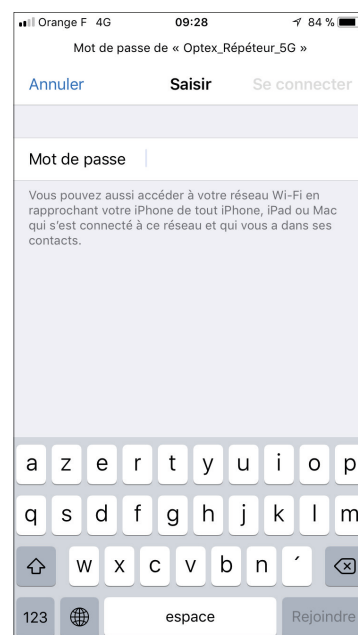 Orange F 4G 09:28 84 %
Mot de passe de « Optex_Répéteur_5G »
Annuler Saisir Se connecter
Mot de passe
Vous pouvez aussi accéder à votre réseau Wi-Fi en
rapprochant votre iPhone de tout iPhone, iPad ou Mac
qui s'est connecté à ce réseau et qui vous a dans ses
contacts.
a z e r t y u i o p
q s d f g h j k l m
w x c v b n ´
123 espace Rejoindre